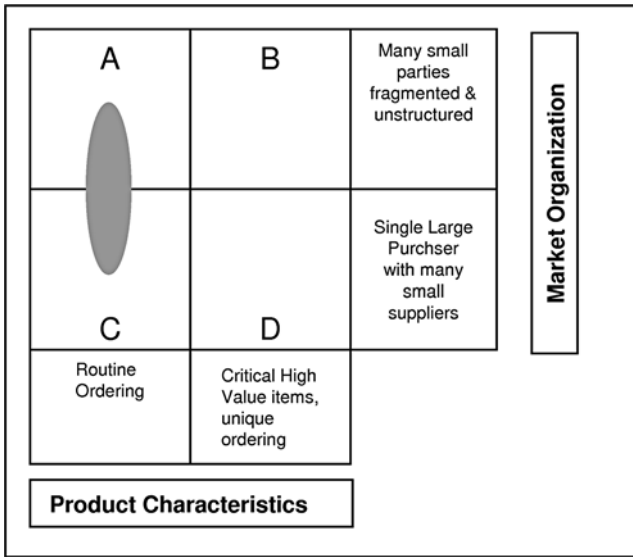 A
B
Many small
parties
fragmented &
unstructured
Market Organization
Single Large
Purchser
with many
small
suppliers
C
D
Routine
Ordering
Critical High
Value items,
unique
ordering
Product Characteristics